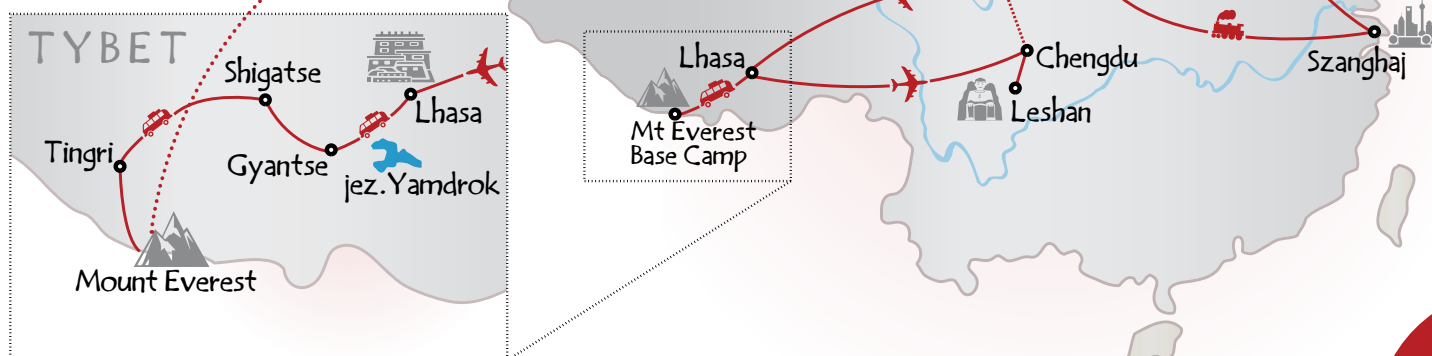 TYBET
Shigatse
Lhasa
Tingri
Gyantse
jez.Yamdrok
Mount Everest
Lhasa
Chengdu
Szanghaj
Leshan
Mt Everest
Base Camp